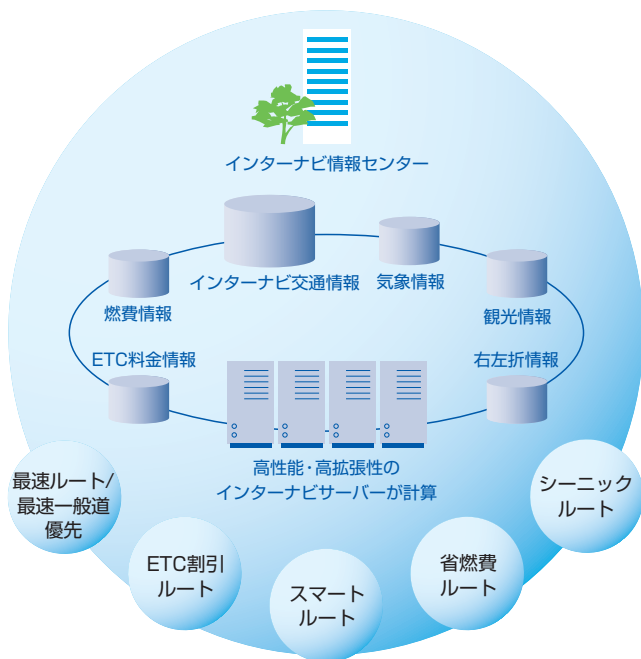 インターナビ情報センター
インターナビ交通情報
気象情報
燃費情報
観光情報
ETC料金情報
右左折情報
高性能・高拡張性の
インターナビサーバーが計算
最速ルート/
最速一般道
優先
ETC割引
ルート
スマート
ルート
省燃費
ルート
シーニック
ルート